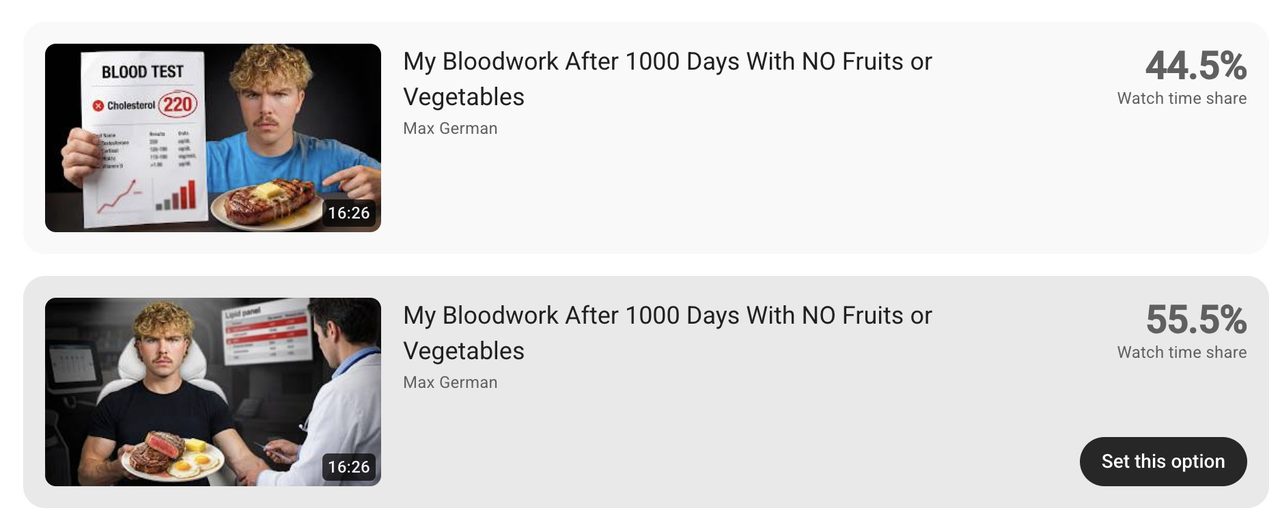 BLOOD TEST
Cholesterol 220
Results
Units
16:26
My Bloodwork After 1000 Days With NO Fruits or
Vegetables
Max German
44.5%
Watch time share
Lipid panel
16:26
My Bloodwork After 1000 Days With NO Fruits or
Vegetables
Max German
55.5%
Watch time share
Set this option